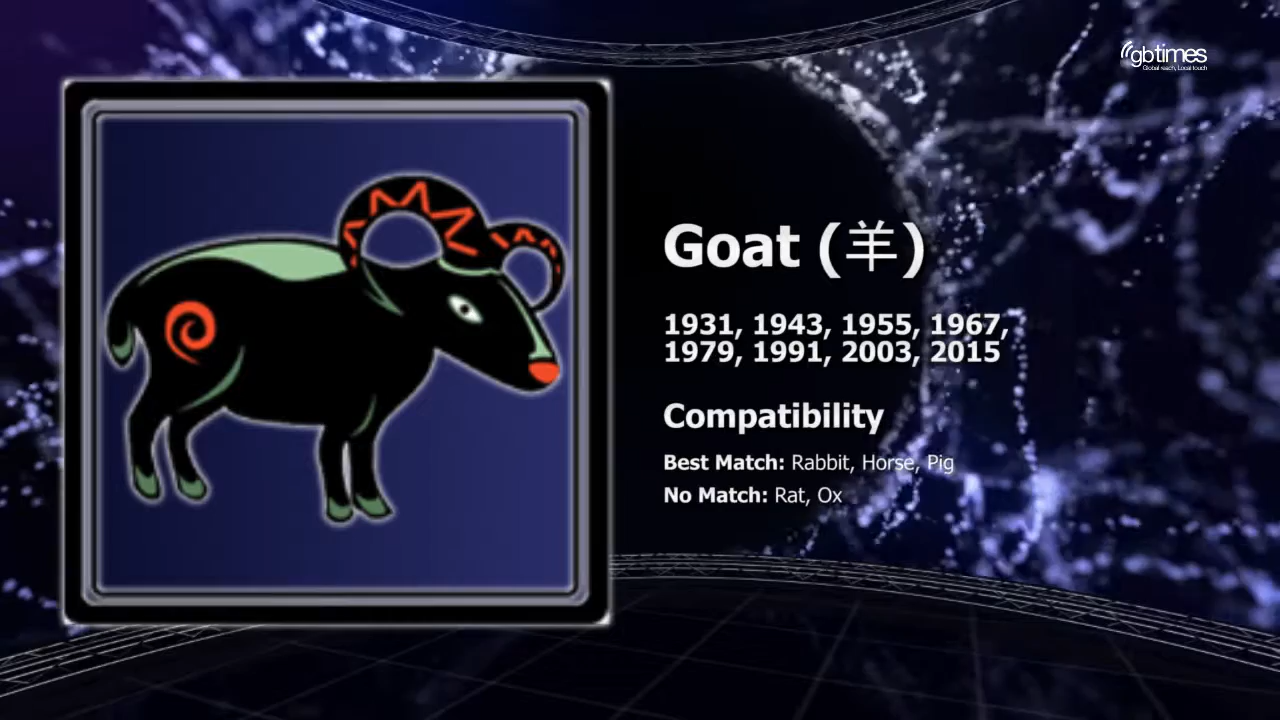 gbtimes
Global reach, Local touch
Goat (羊)
1931, 1943, 1955, 1967,
1979, 1991, 2003, 2015
Compatibility
Best Match: Rabbit, Horse, Pig
No Match: Rat, Ox